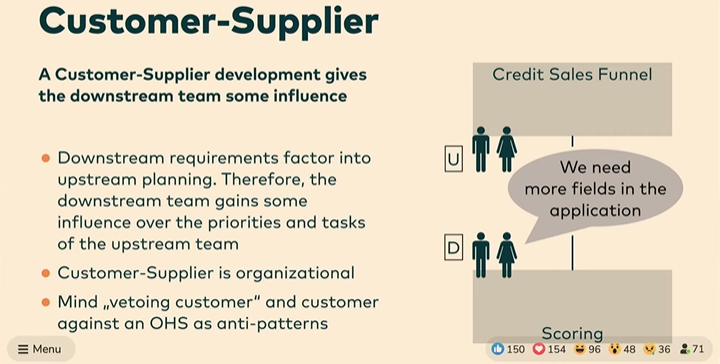 Customer-Supplier
A Customer-Supplier development gives
the downstream team some influence
Downstream requirements factor into
upstream planning. Therefore, the
downstream team gains some
influence over the priorities and tasks
of the upstream team
Customer-Supplier is organizational
Mind „vetoing customer“ and customer
against an OHS as anti-patterns
Credit Sales Funnel
U
We need
more fields in the
application
D
Scoring
Menu
150 154 96 48 36 71